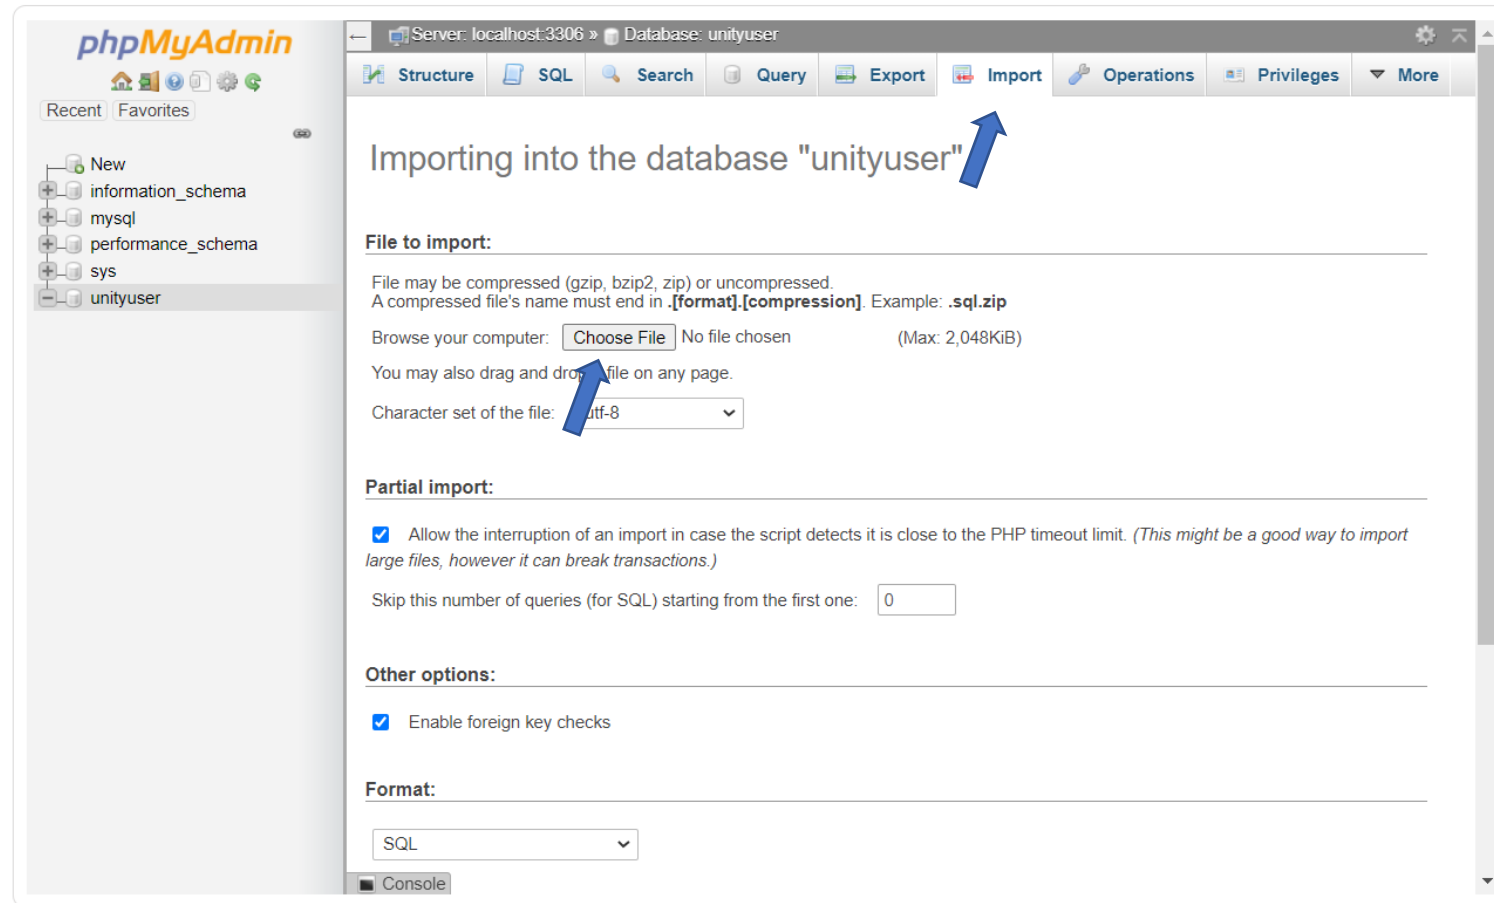 phpMyAdmin
Recent Favorites
New
information_schema
mysql
performance_schema
sys
unityuser
Server: localhost:3306 » Database: unityuser
Structure SQL Search Query Export Import Operations Privileges More
Importing into the database "unityuser"
File to import:
File may be compressed (gzip, bzip2, zip) or uncompressed.
A compressed file's name must end in .[format].[compression]. Example: .sql.zip
Browse your computer: Choose File No file chosen (Max: 2,048KiB)
You may also drag and drop file on any page.
Character set of the file: utf-8
Partial import:
Allow the interruption of an import in case the script detects it is close to the PHP timeout limit. (This might be a good way to import
large files, however it can break transactions.)
Skip this number of queries (for SQL) starting from the first one: 0
Other options:
Enable foreign key checks
Format:
SQL
Console